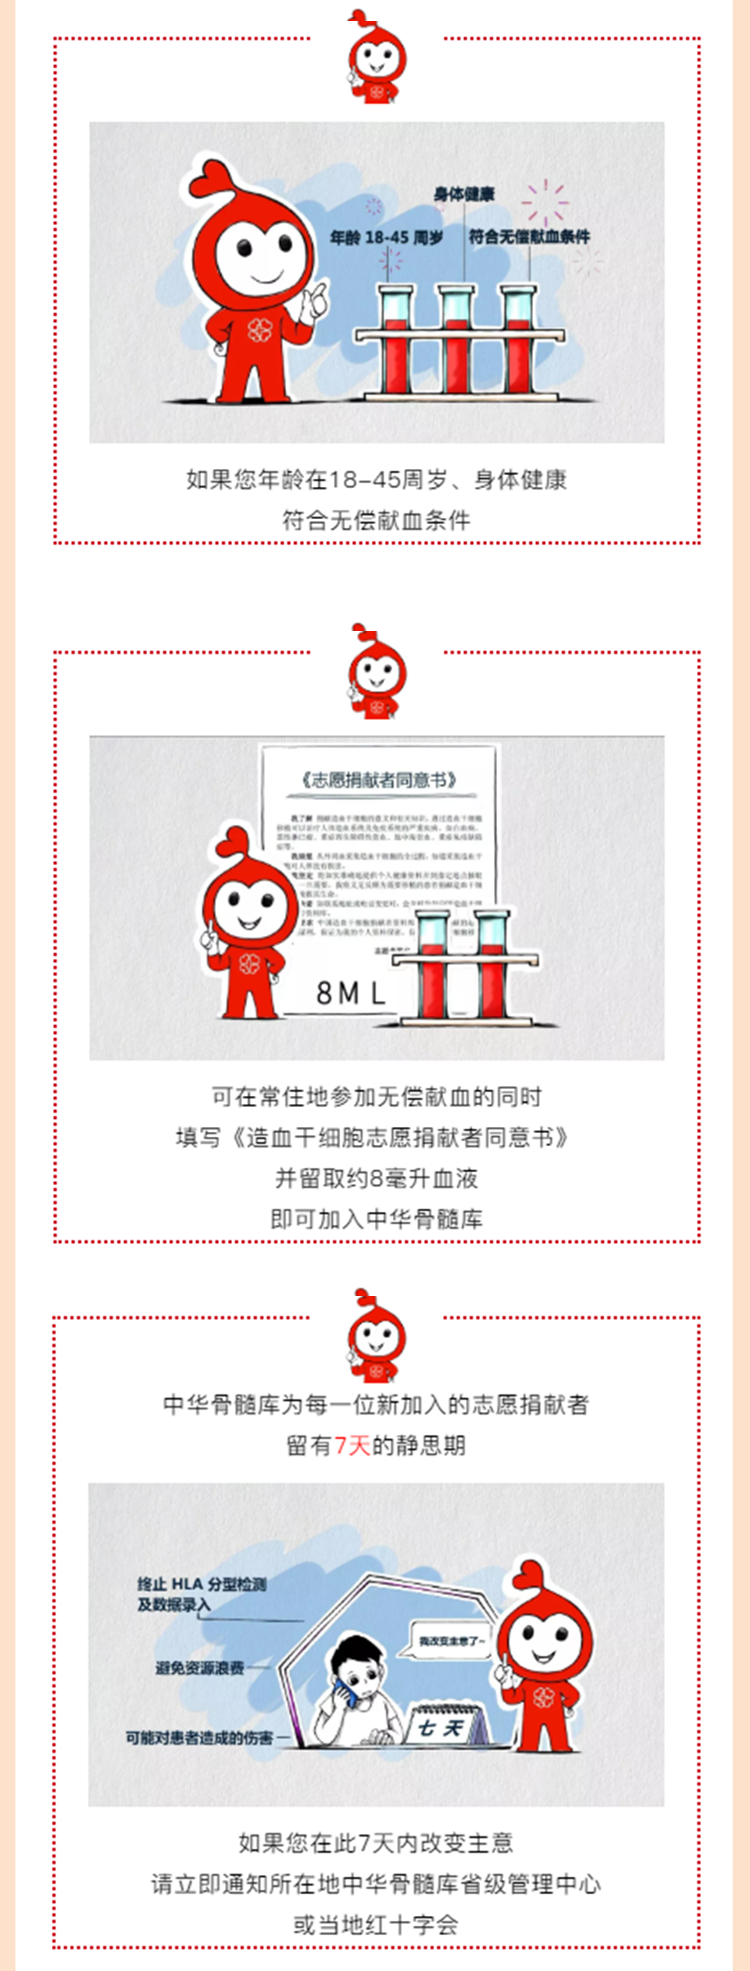 身体健康
年龄 18-45 周岁
符合无偿献血条件
如果您年龄在18-45周岁、身体健康
符合无偿献血条件
《志愿捐献者同意书》
8ML
可在常住地参加无偿献血的同时
填写《造血干细胞志愿捐献者同意书》
并留取约8毫升血液
即可加入中华骨髓库
中华骨髓库为每一位新加入的志愿捐献者
留有7天的静思期
终止 HLA 分型检测
及数据录入
我改变主意了~
避免资源浪费
七天
可能对患者造成的伤害
如果您在此7天内改变主意
请立即通知所在地中华骨髓库省级管理中心
或当地红十字会